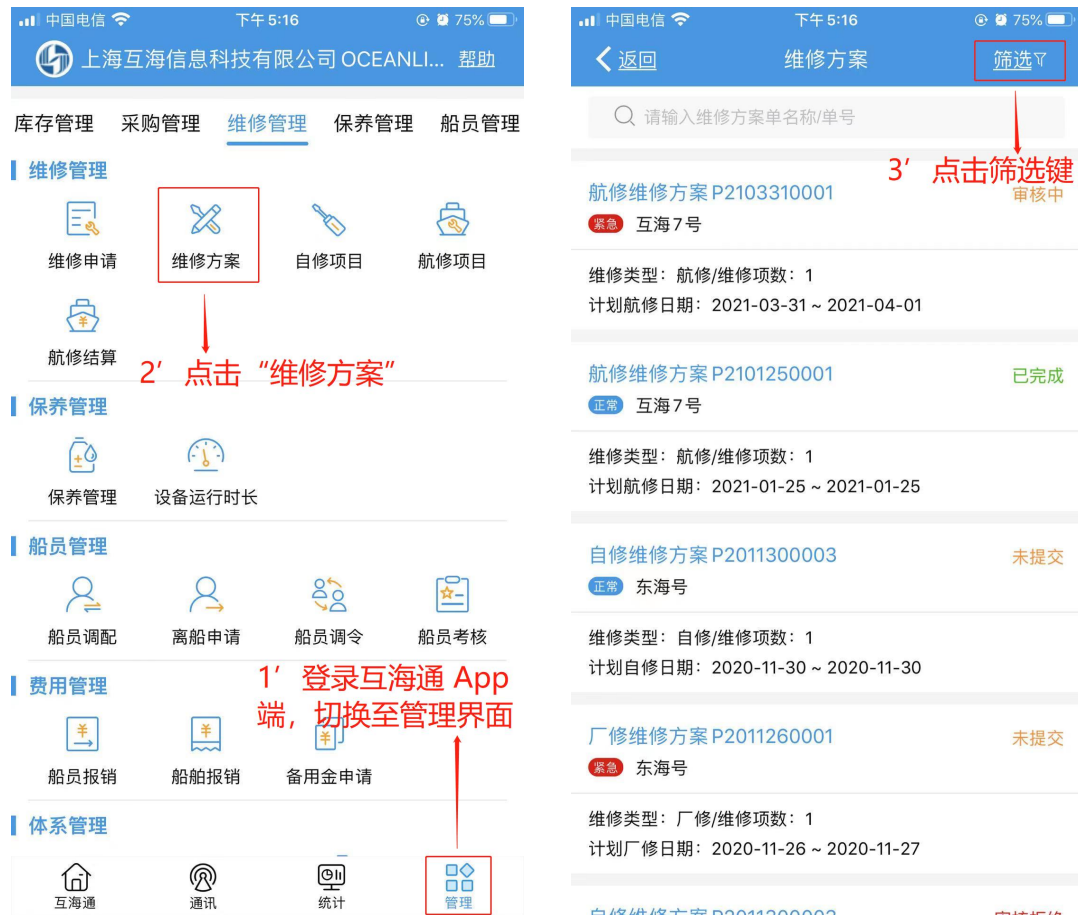 中国电信 下午5:16 75%
上海互海信息科技有限公司 OCEANLI... 帮助
库存管理 采购管理 维修管理 保养管理 船员管理
维修管理
维修申请 维修方案 自修项目 航修项目
航修结算
2′ 点击“维修方案”
保养管理
保养管理 设备运行时长
船员管理
船员调配 离船申请 船员调令 船员考核
1′ 登录互海通 App
端，切换至管理界面
费用管理
船员报销 船舶报销 备用金申请
体系管理
互海通 通讯 统计 管理
中国电信 下午5:16 75%
返回 维修方案 筛选
请输入维修方案单名称/单号
3′ 点击筛选键
航修维修方案 P2103310001 审核中
紧急 互海7号
维修类型：航修/维修项数：1
计划航修日期：2021-03-31 ~ 2021-04-01
航修维修方案 P2101250001 已完成
正常 互海7号
维修类型：航修/维修项数：1
计划航修日期：2021-01-25 ~ 2021-01-25
自修维修方案 P2011300003 未提交
正常 东海号
维修类型：自修/维修项数：1
计划自修日期：2020-11-30 ~ 2020-11-30
厂修维修方案 P2011260001 未提交
紧急 东海号
维修类型：厂修/维修项数：1
计划厂修日期：2020-11-26 ~ 2020-11-27